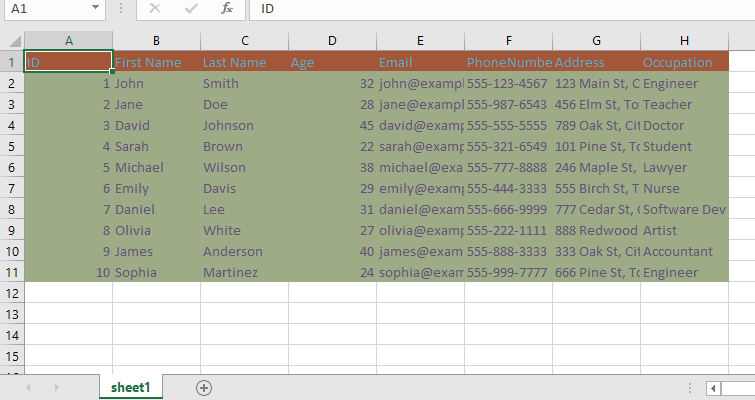 A1 fx ID
A B C D E F G H
1 ID First Name Last Name Age Email PhoneNumbe Address Occupation
2 1 John Smith 32 john@exampl 555-123-4567 123 Main St, C Engineer
3 2 Jane Doe 28 jane@exampl 555-987-6543 456 Elm St, To Teacher
4 3 David Johnson 45 david@examp 555-555-5555 789 Oak St, Cit Doctor
5 4 Sarah Brown 22 sarah@examp 555-321-6549 101 Pine St, To Student
6 5 Michael Wilson 38 michael@exa 555-777-8888 246 Maple St, Lawyer
7 6 Emily Davis 29 emily@examp 555-444-3333 555 Birch St, T Nurse
8 7 Daniel Lee 31 daniel@exam 555-666-9999 777 Cedar St, Software Dev
9 8 Olivia White 27 olivia@examp 555-222-1111 888 Redwood Artist
10 9 James Anderson 40 james@exam 555-888-3333 333 Oak St, Cit Accountant
11 10 Sophia Martinez 24 sophia@exam 555-999-7777 666 Pine St, To Engineer
12
13
14
15
sheet1